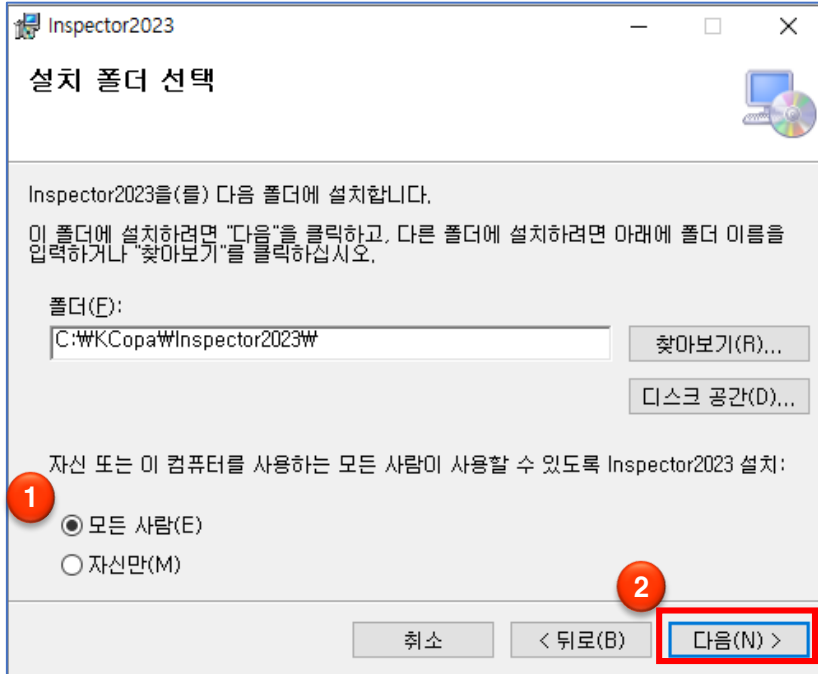 Inspector2023
설치 폴더 선택
Inspector2023을(를) 다음 폴더에 설치합니다.
이 폴더에 설치하려면 "다음"을 클릭하고, 다른 폴더에 설치하려면 아래에 폴더 이름을
입력하거나 "찾아보기"를 클릭하십시오.
폴더(F):
C:₩KCopa₩Inspector2023₩
찾아보기(R)...
디스크 공간(D)...
자신 또는 이 컴퓨터를 사용하는 모든 사람이 사용할 수 있도록 Inspector2023 설치:
1
모든 사람(E)
자신만(M)
2
취소
< 뒤로(B)
다음(N) >